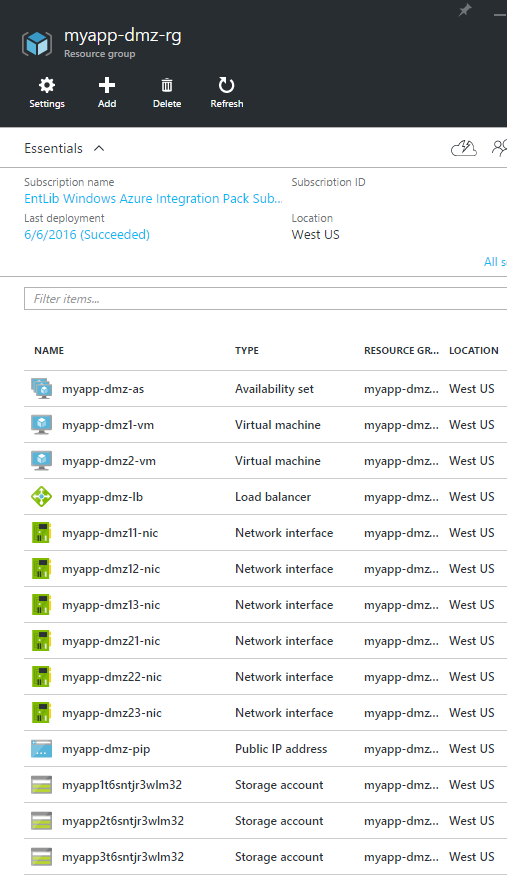 myapp-dmz-rg
Resource group
Settings Add Delete Refresh
Essentials
Subscription name Subscription ID
EntLib Windows Azure Integration Pack Sub...
Last deployment Location
6/6/2016 (Succeeded) West US
All s
Filter items...
NAME TYPE RESOURCE GR... LOCATION
myapp-dmz-as Availability set myapp-dmz... West US
myapp-dmz1-vm Virtual machine myapp-dmz... West US
myapp-dmz2-vm Virtual machine myapp-dmz... West US
myapp-dmz-lb Load balancer myapp-dmz... West US
myapp-dmz11-nic Network interface myapp-dmz... West US
myapp-dmz12-nic Network interface myapp-dmz... West US
myapp-dmz13-nic Network interface myapp-dmz... West US
myapp-dmz21-nic Network interface myapp-dmz... West US
myapp-dmz22-nic Network interface myapp-dmz... West US
myapp-dmz23-nic Network interface myapp-dmz... West US
myapp-dmz-pip Public IP address myapp-dmz... West US
myapp1t6sntjr3wlm32 Storage account myapp-dmz... West US
myapp2t6sntjr3wlm32 Storage account myapp-dmz... West US
myapp3t6sntjr3wlm32 Storage account myapp-dmz... West US